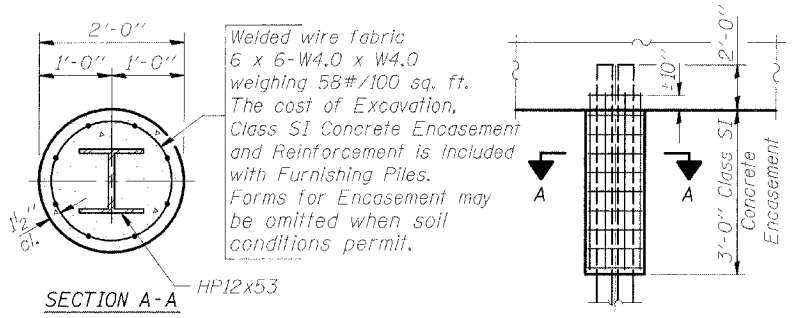 2'-0"
1'-0" 1'-0"
1½"
cl.
SECTION A-A
HP12x53
Welded wire fabric
6 x 6-W4.0 x W4.0
weighing 58#/100 sq. ft.
The cost of Excavation,
Class SI Concrete Encasement
and Reinforcement is included
with Furnishing Piles.
Forms for Encasement may
be omitted when soil
conditions permit.
±10"
2'-0"
A A
3'-0" Class SI
Concrete
Encasement